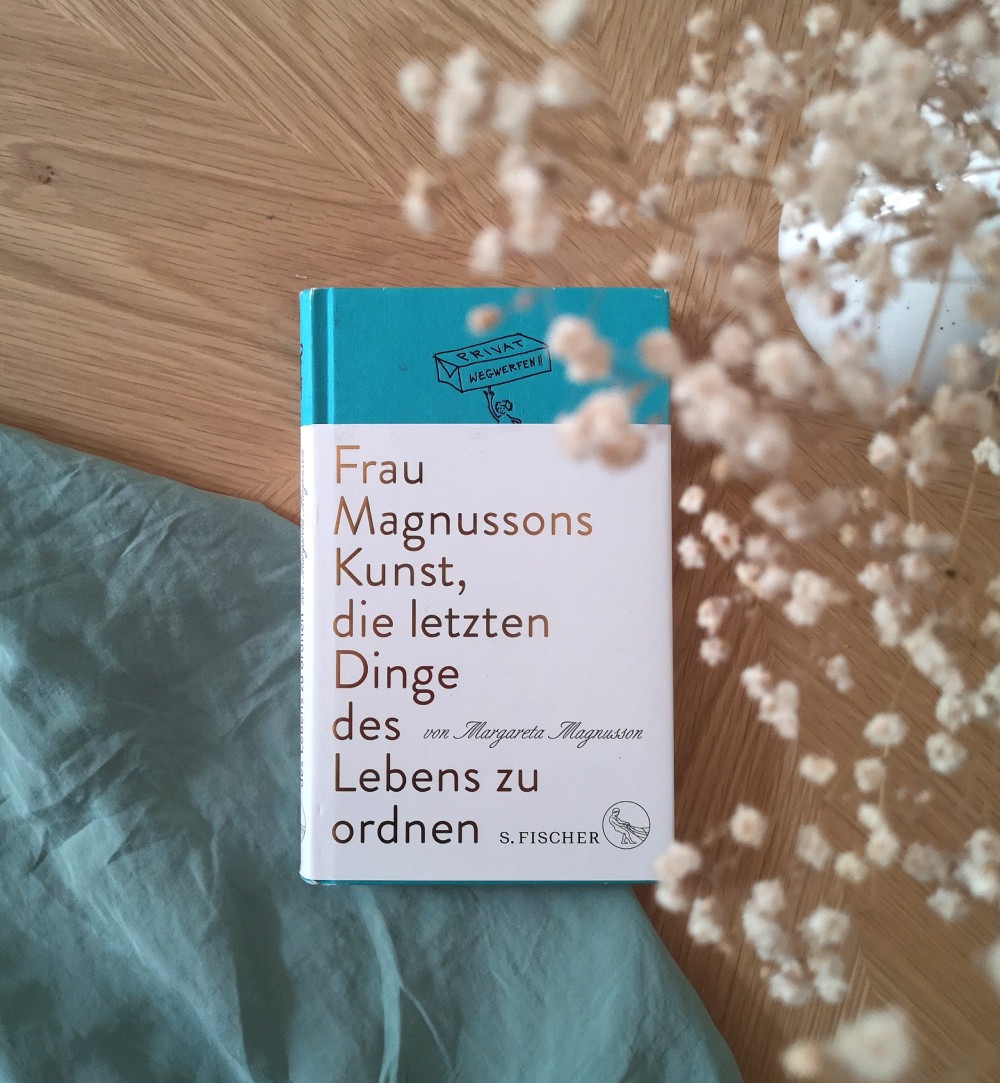 PRIVAT
WEGWERFEN!!
Frau
Magnussons
Kunst,
die letzten
Dinge
des von Margareta Magnusson
Lebens zu
ordnen S. FISCHER